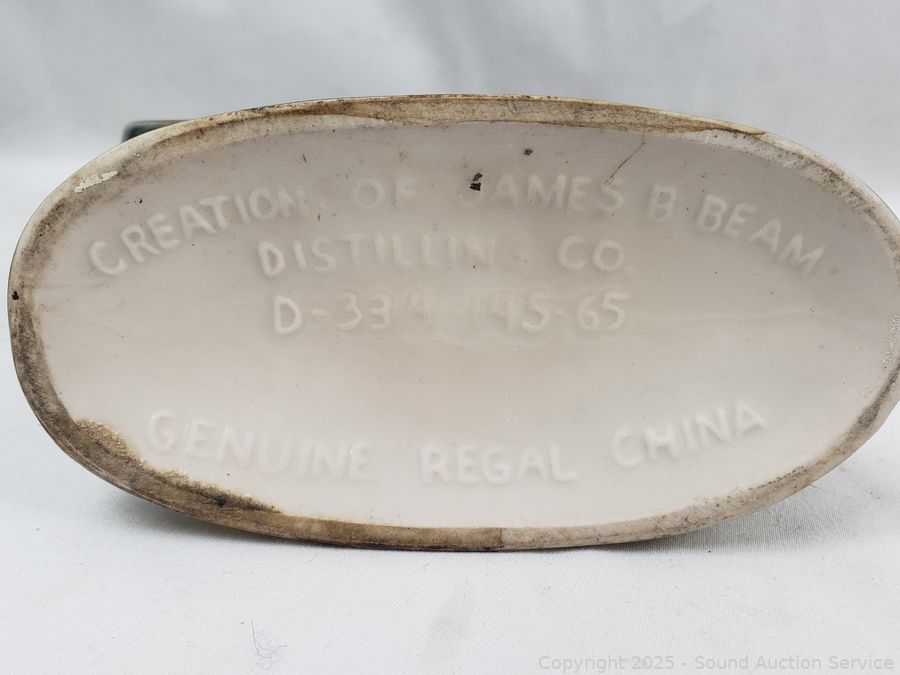 CREATION OF JAMES B BEAM
DISTILLING CO.
D-334-145-65
GENUINE REGAL CHINA
Copyright 2025 - Sound Auction Service